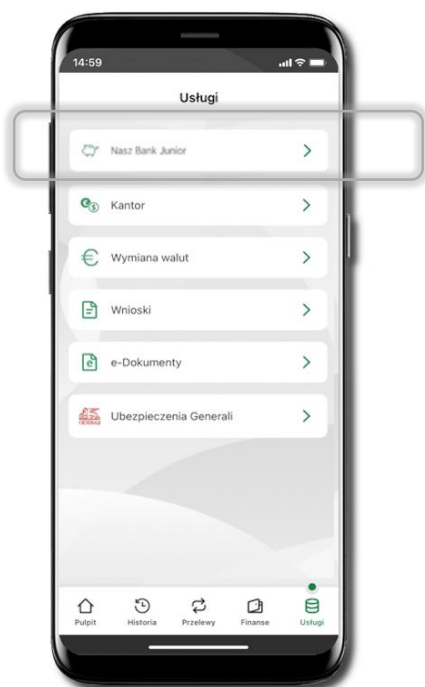 14:59
Usługi
Nasz Bank Junior
Kantor
Wymiana walut
Wnioski
e-Dokumenty
Ubezpieczenia Generali
Pulpit
Historia
Przelewy
Finanse
Usługi